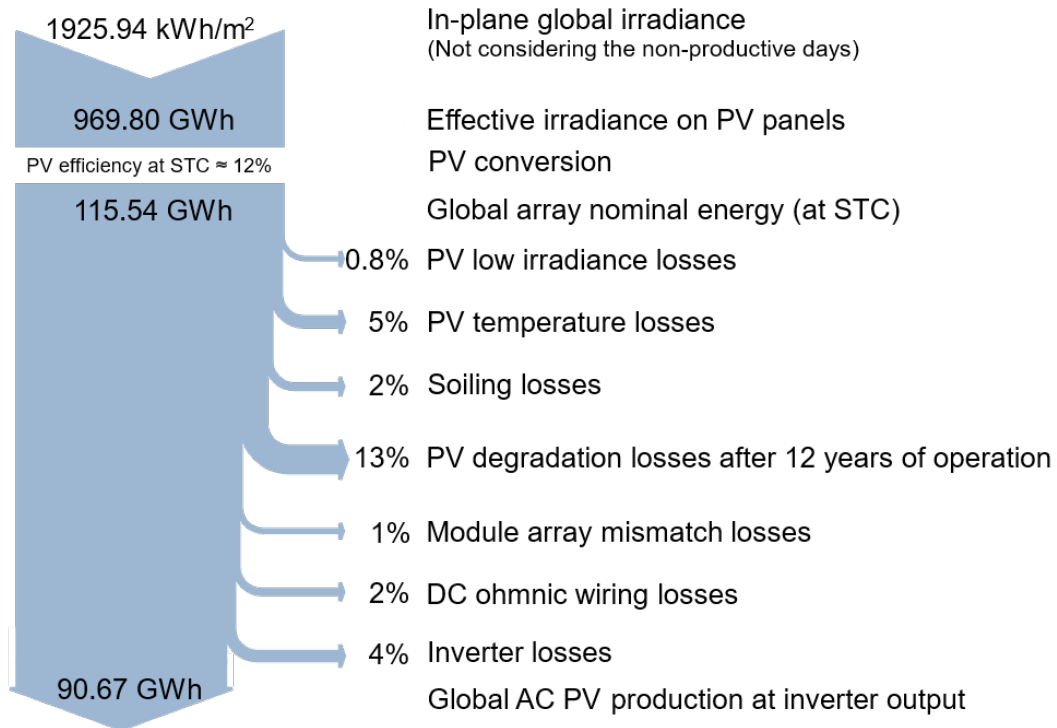 1925.94 kWh/m² In-plane global irradiance
(Not considering the non-productive days)
969.80 GWh Effective irradiance on PV panels
PV efficiency at STC ≈ 12% PV conversion
115.54 GWh Global array nominal energy (at STC)
0.8% PV low irradiance losses
5% PV temperature losses
2% Soiling losses
13% PV degradation losses after 12 years of operation
1% Module array mismatch losses
2% DC ohmnic wiring losses
4% Inverter losses
90.67 GWh Global AC PV production at inverter output